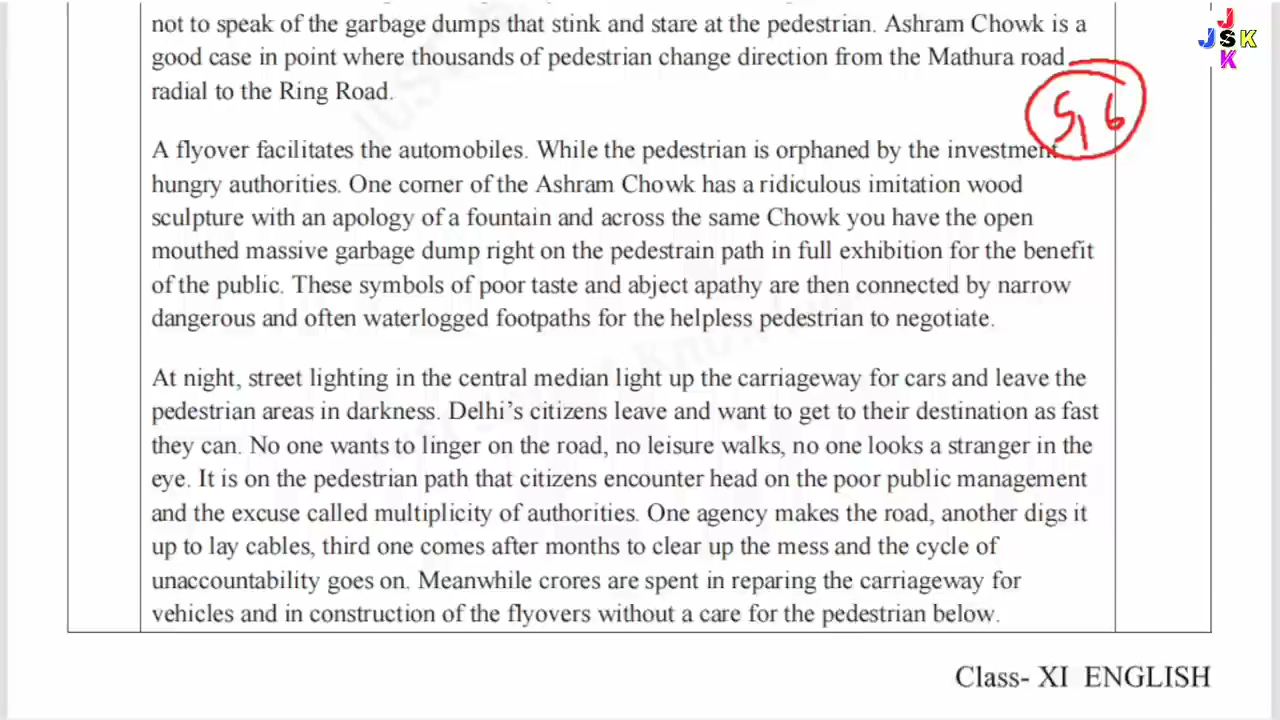 not to speak of the garbage dumps that stink and stare at the pedestrian. Ashram Chowk is a
good case in point where thousands of pedestrian change direction from the Mathura road
radial to the Ring Road.
J
JSK
K
5,6
A flyover facilitates the automobiles. While the pedestrian is orphaned by the investment
hungry authorities. One corner of the Ashram Chowk has a ridiculous imitation wood
sculpture with an apology of a fountain and across the same Chowk you have the open
mouthed massive garbage dump right on the pedestrain path in full exhibition for the benefit
of the public. These symbols of poor taste and abject apathy are then connected by narrow
dangerous and often waterlogged footpaths for the helpless pedestrian to negotiate.
At night, street lighting in the central median light up the carriageway for cars and leave the
pedestrian areas in darkness. Delhi's citizens leave and want to get to their destination as fast
they can. No one wants to linger on the road, no leisure walks, no one looks a stranger in the
eye. It is on the pedestrian path that citizens encounter head on the poor public management
and the excuse called multiplicity of authorities. One agency makes the road, another digs it
up to lay cables, third one comes after months to clear up the mess and the cycle of
unaccountability goes on. Meanwhile crores are spent in reparing the carriageway for
vehicles and in construction of the flyovers without a care for the pedestrian below.
Class- XI ENGLISH